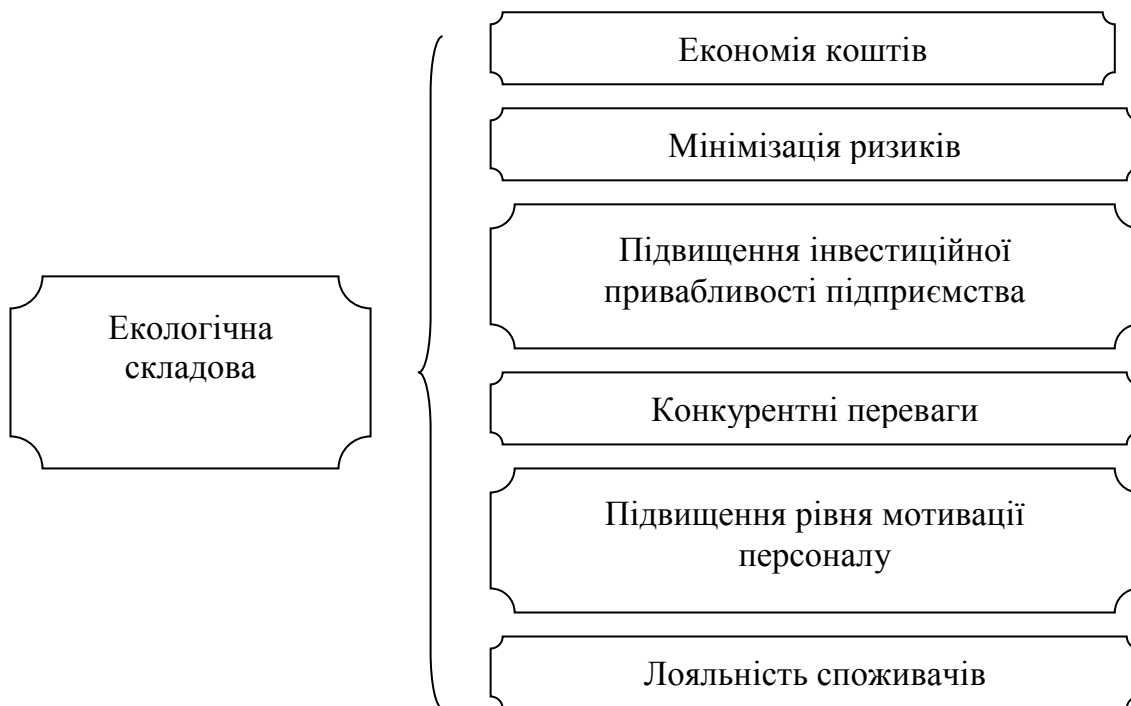 Економія коштів
Мінімізація ризиків
Підвищення інвестиційної
привабливості підприємства
Екологічна
складова
Конкурентні переваги
Підвищення рівня мотивації
персоналу
Лояльність споживачів